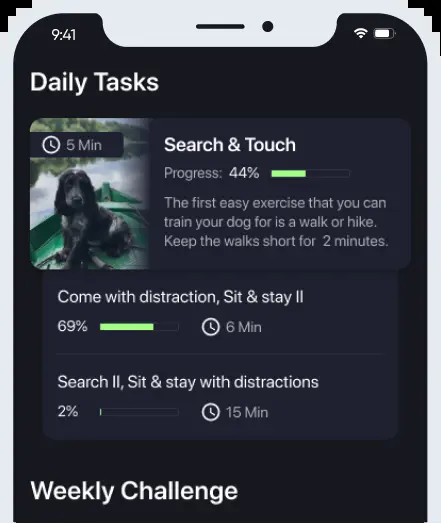 9:41
Daily Tasks
5 Min
Search & Touch
Progress: 44%
The first easy exercise that you can
train your dog for is a walk or hike.
Keep the walks short for 2 minutes.
Come with distraction, Sit & stay II
69% 6 Min
Search II, Sit & stay with distractions
2% 15 Min
Weekly Challenge